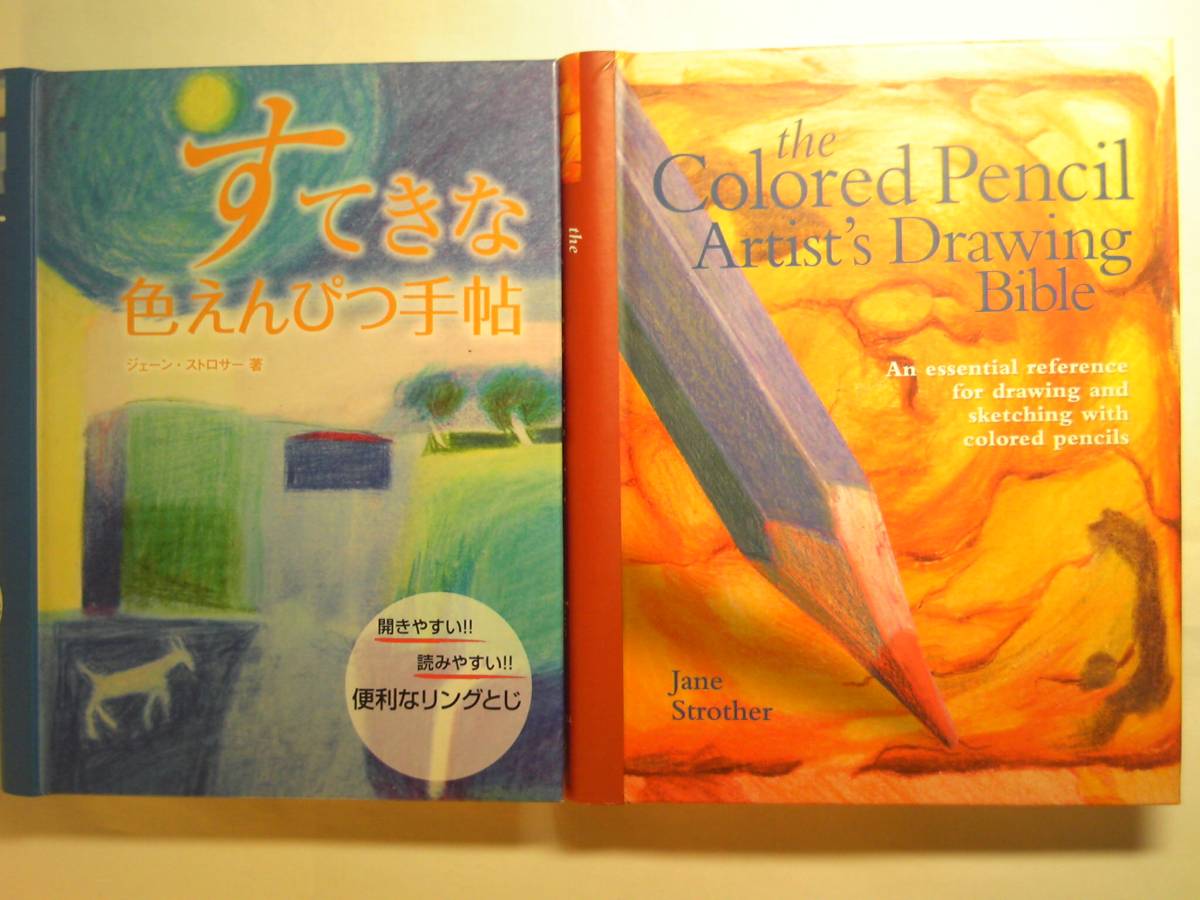 すてきな
色えんぴつ手帖
ジェーン・ストロサー 著
開きやすい!!
読みやすい!!
便利なリングとじ
the
the
Colored Pencil
Artist's Drawing
Bible
An essential reference
for drawing and
sketching with
colored pencils
Jane
Strother